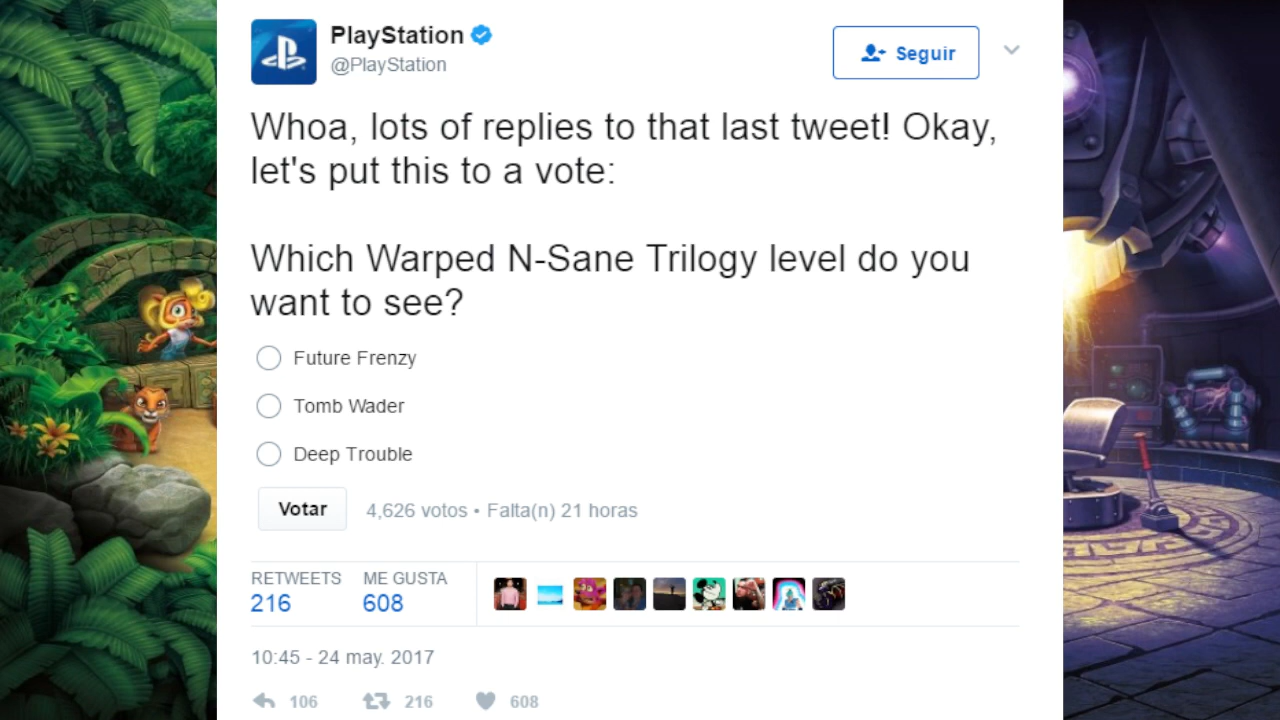 PlayStation
@PlayStation
Seguir
Whoa, lots of replies to that last tweet! Okay,
let's put this to a vote:
Which Warped N-Sane Trilogy level do you
want to see?
Future Frenzy
Tomb Wader
Deep Trouble
Votar 4,626 votos • Falta(n) 21 horas
RETWEETS ME GUSTA
216 608
10:45 - 24 may. 2017
106 216 608